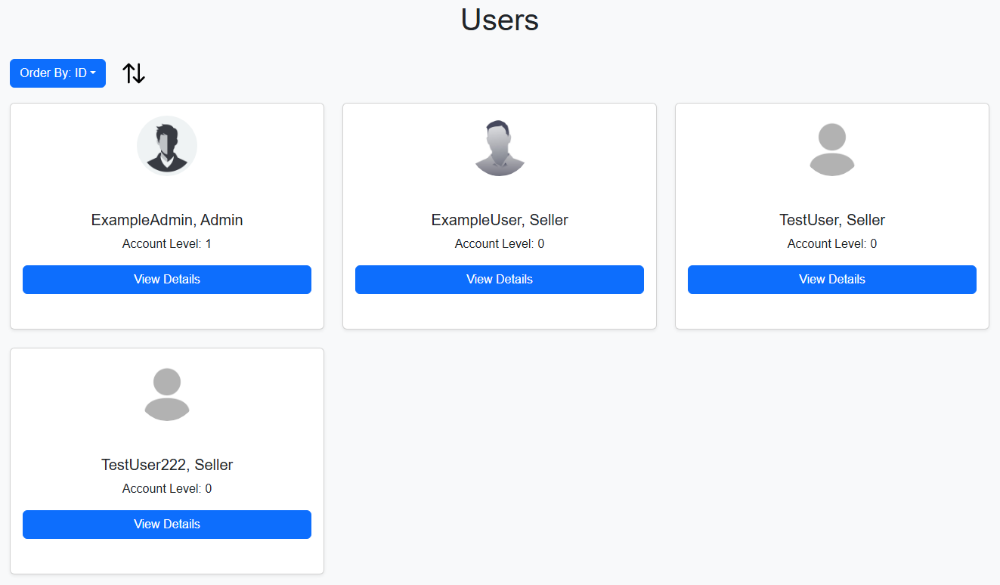 Users
Order By: ID
ExampleAdmin, Admin
Account Level: 1
View Details
ExampleUser, Seller
Account Level: 0
View Details
TestUser, Seller
Account Level: 0
View Details
TestUser222, Seller
Account Level: 0
View Details